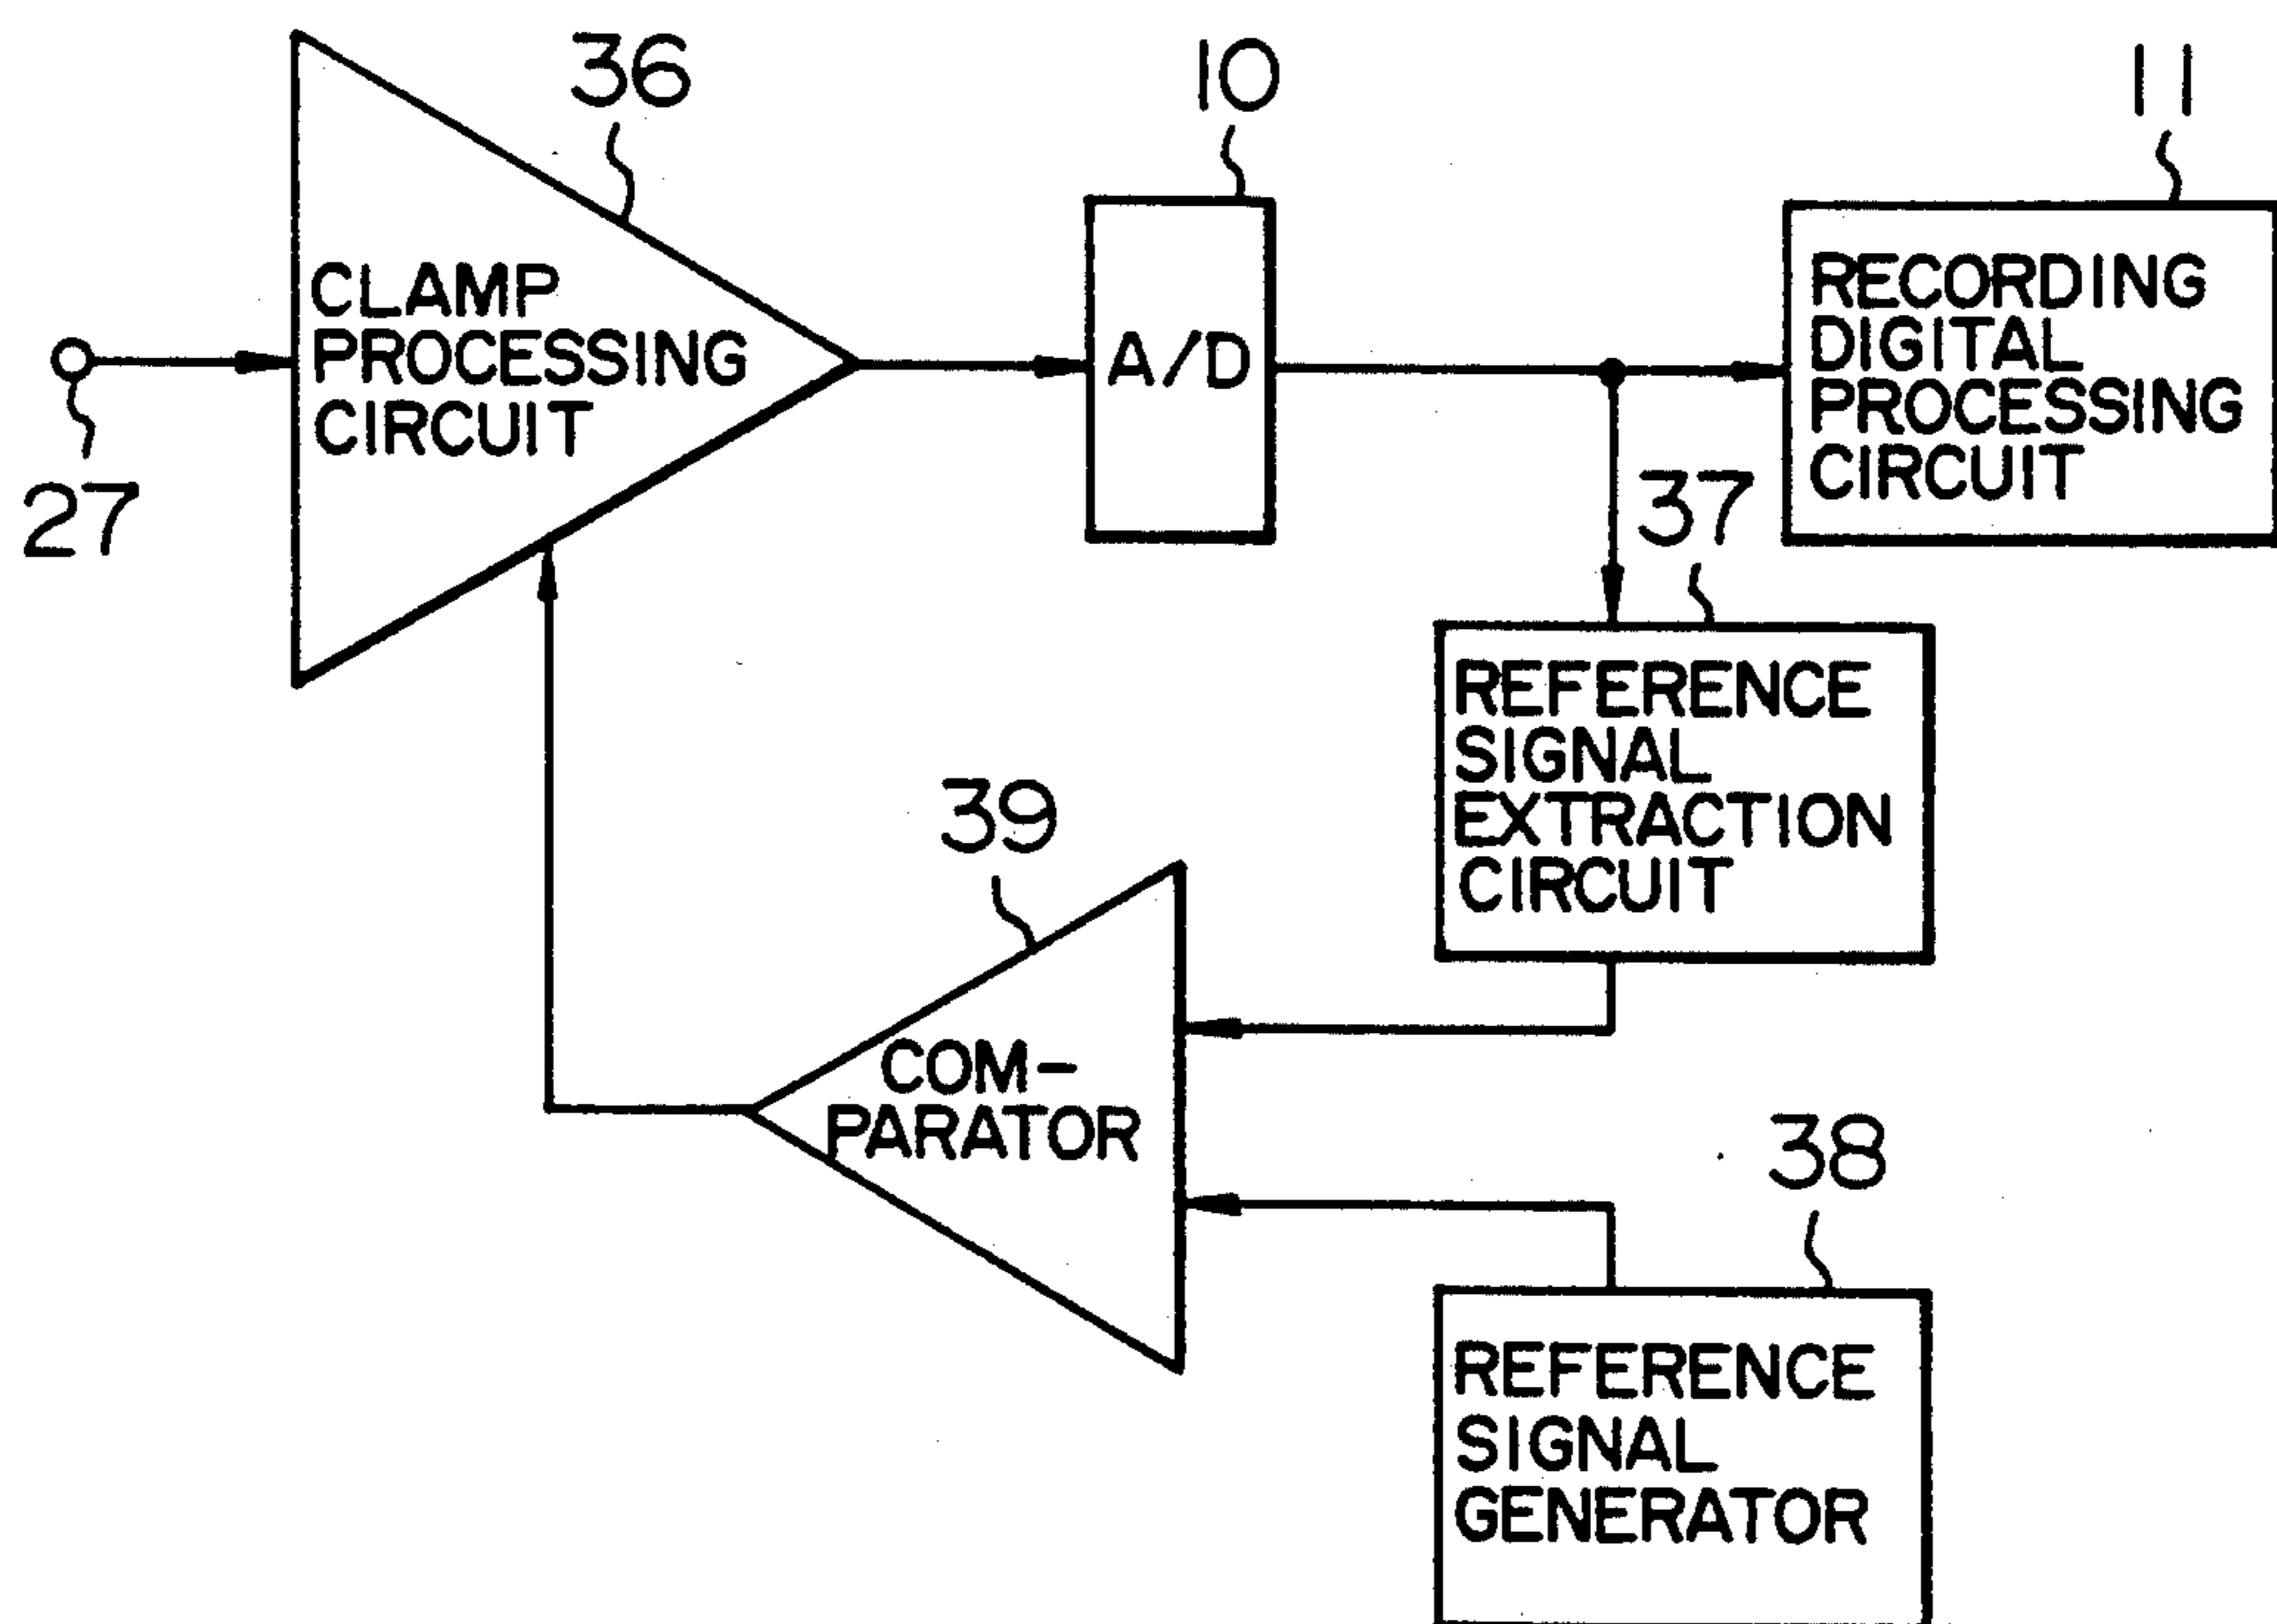 36
10
11
CLAMP
PROCESSING
CIRCUIT
A/D
RECORDING
DIGITAL
PROCESSING
CIRCUIT
27
37
REFERENCE
SIGNAL
EXTRACTION
CIRCUIT
39
COM-
PARATOR
38
REFERENCE
SIGNAL
GENERATOR